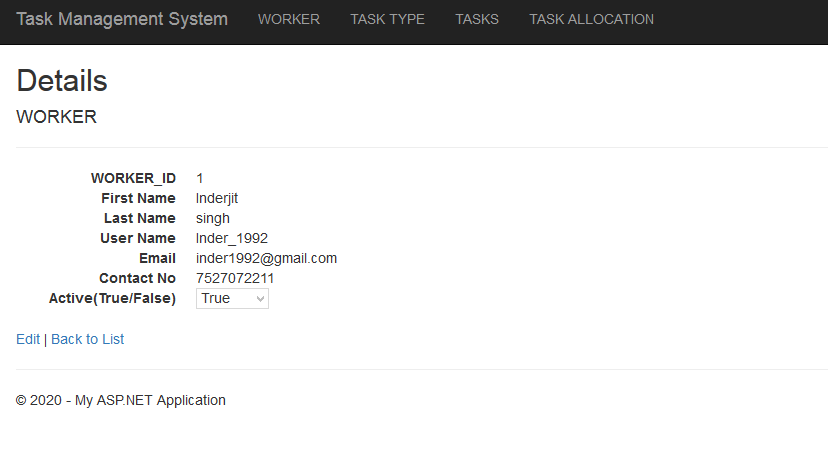 Task Management System WORKER TASK TYPE TASKS TASK ALLOCATION
Details
WORKER
WORKER_ID 1
First Name Inderjit
Last Name singh
User Name Inder_1992
Email inder1992@gmail.com
Contact No 7527072211
Active(True/False) True
Edit | Back to List
© 2020 - My ASP.NET Application